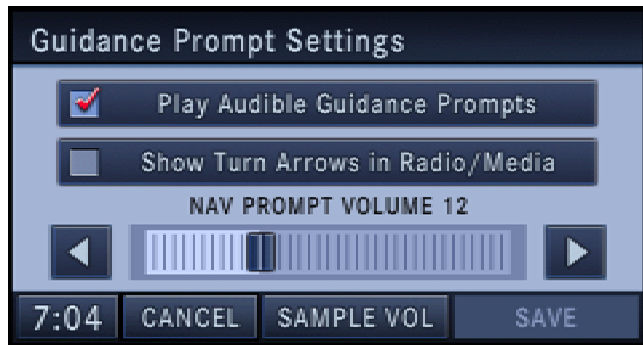 Guidance Prompt Settings
Play Audible Guidance Prompts
Show Turn Arrows in Radio/Media
NAV PROMPT VOLUME 12
7:04 CANCEL SAMPLE VOL SAVE